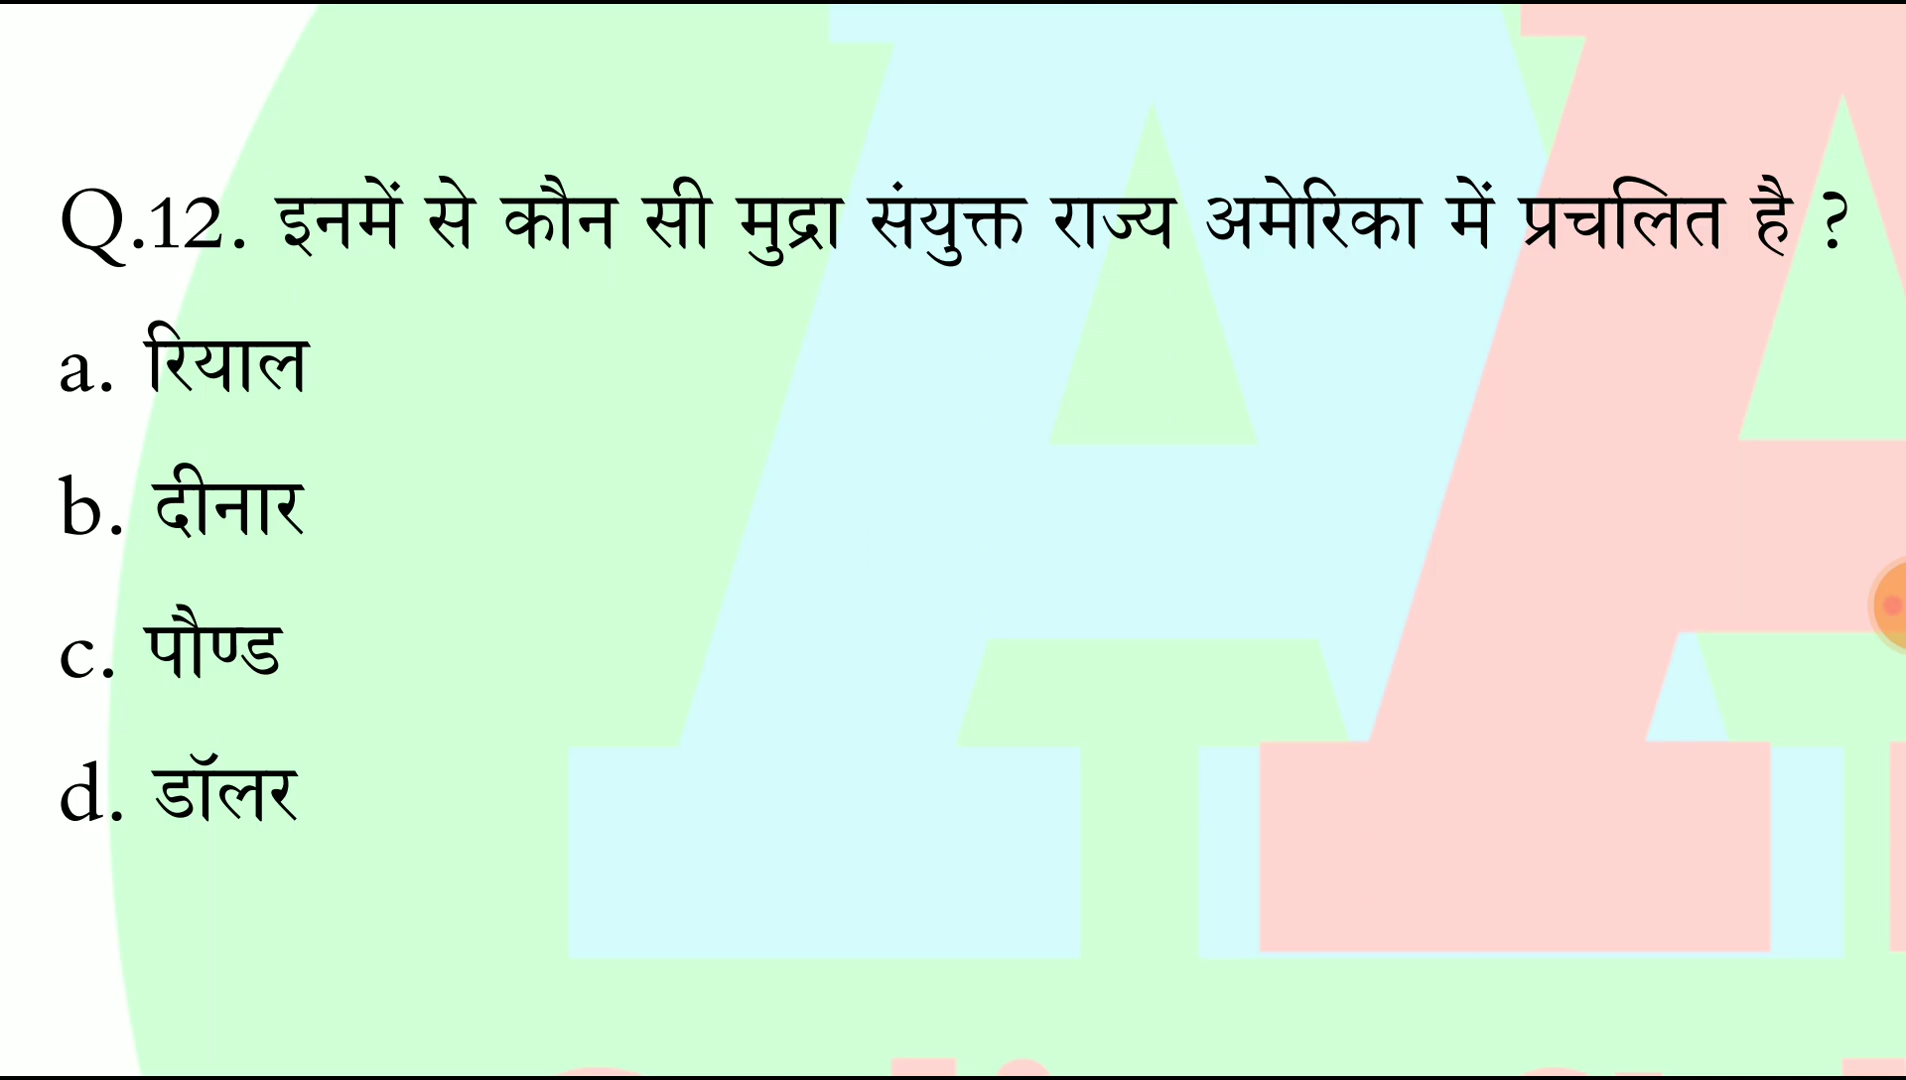 Q.12. इनमें से कौन सी मुद्रा संयुक्त राज्य अमेरिका में प्रचलित है ?
a. रियाल
b. दीनार
c. पौण्ड
d. डॉलर